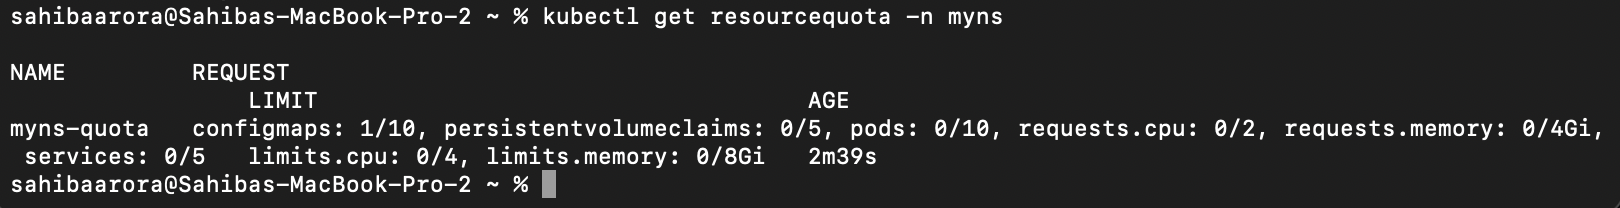 sahibaarora@Sahibas-MacBook-Pro-2 ~ % kubectl get resourcequota -n myns
NAME         REQUEST
                 LIMIT                                   AGE
myns-quota   configmaps: 1/10, persistentvolumeclaims: 0/5, pods: 0/10, requests.cpu: 0/2, requests.memory: 0/4Gi,
 services: 0/5   limits.cpu: 0/4, limits.memory: 0/8Gi   2m39s
sahibaarora@Sahibas-MacBook-Pro-2 ~ %